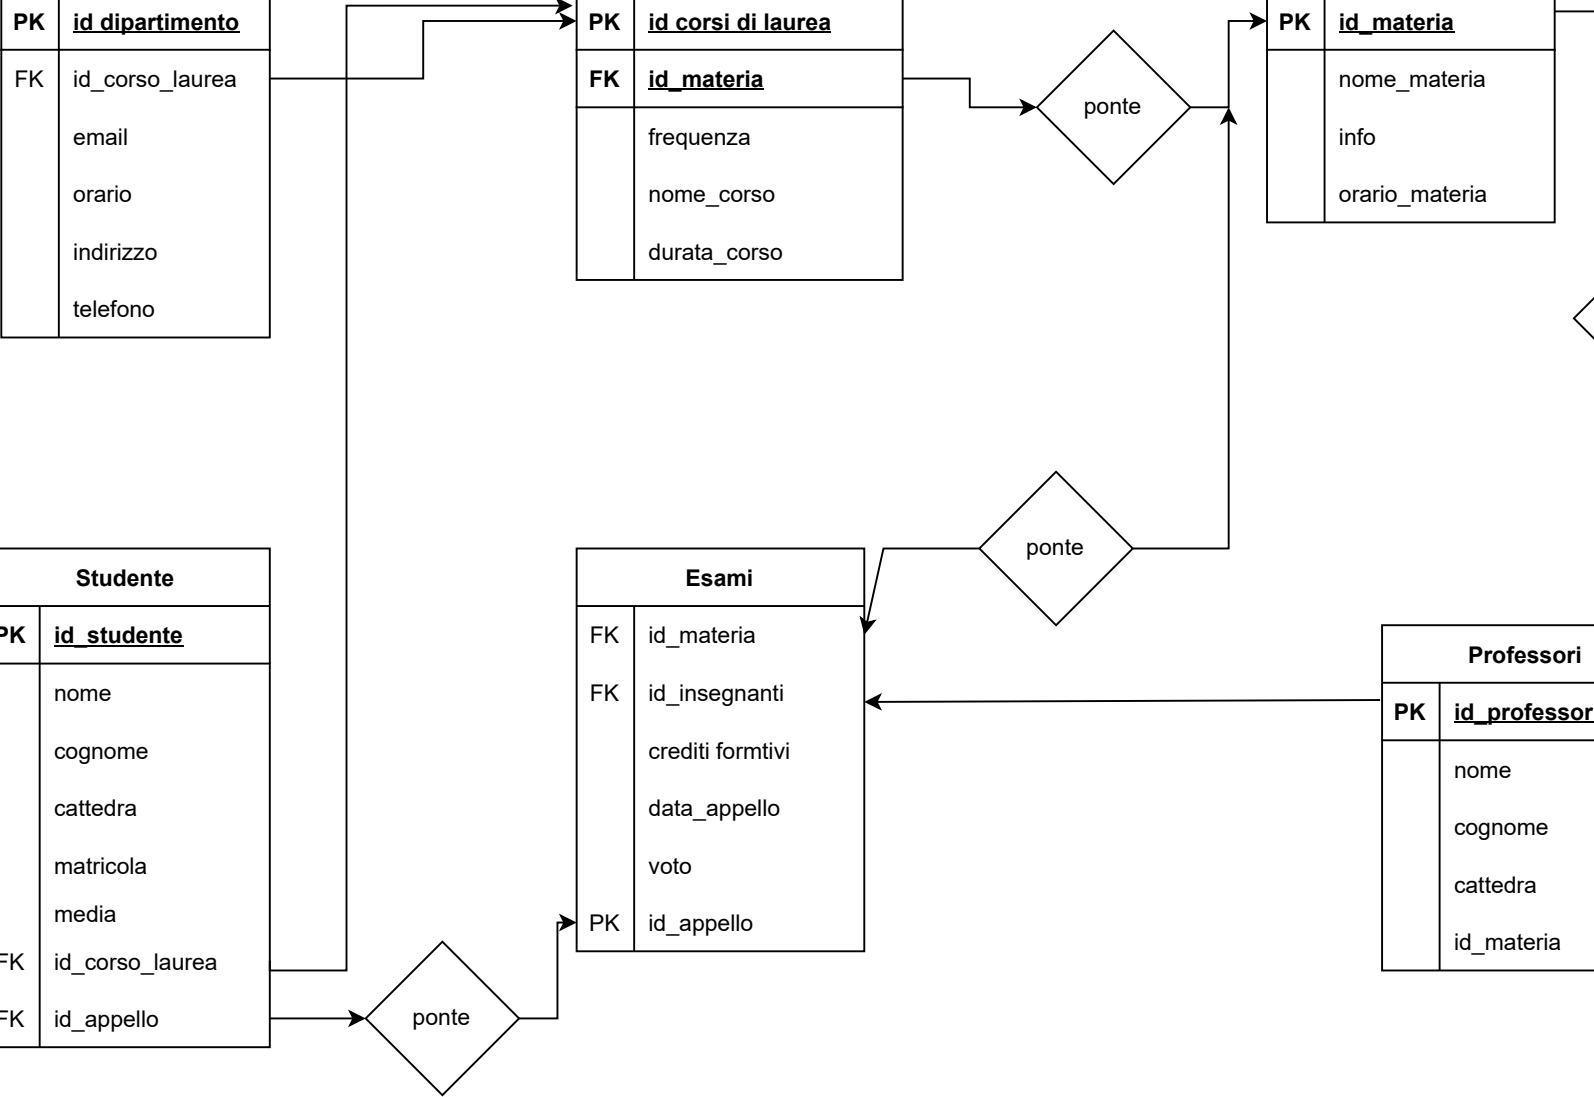 PK id dipartimento
FK id_corso_laurea
email
orario
indirizzo
telefono
PK id corsi di laurea
FK id_materia
frequenza
nome_corso
durata_corso
ponte
PK id_materia
nome_materia
info
orario_materia
ponte
Studente
PK id_studente
nome
cognome
cattedra
matricola
media
FK id_corso_laurea
FK id_appello
ponte
Esami
FK id_materia
FK id_insegnanti
crediti formtivi
data_appello
voto
PK id_appello
Professori
PK id_professor
nome
cognome
cattedra
id_materia